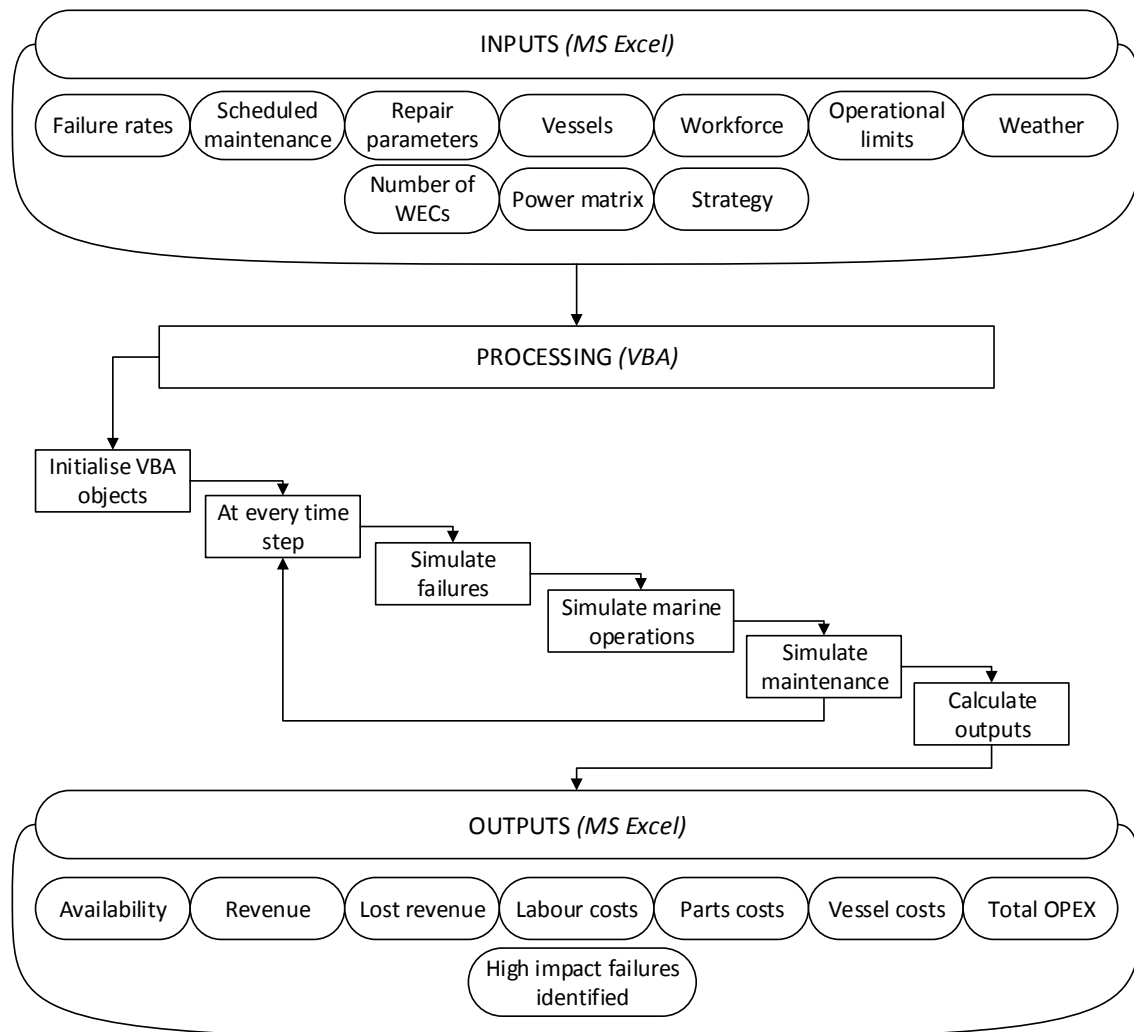 INPUTS (MS Excel)
Failure rates
Scheduled
maintenance
Repair
parameters
Vessels
Workforce
Operational
limits
Weather
Number of
WECs
Power matrix
Strategy
PROCESSING (VBA)
Initialise VBA
objects
At every time
step
Simulate
failures
Simulate marine
operations
Simulate
maintenance
Calculate
outputs
OUTPUTS (MS Excel)
Availability
Revenue
Lost revenue
Labour costs
Parts costs
Vessel costs
Total OPEX
High impact failures
identified